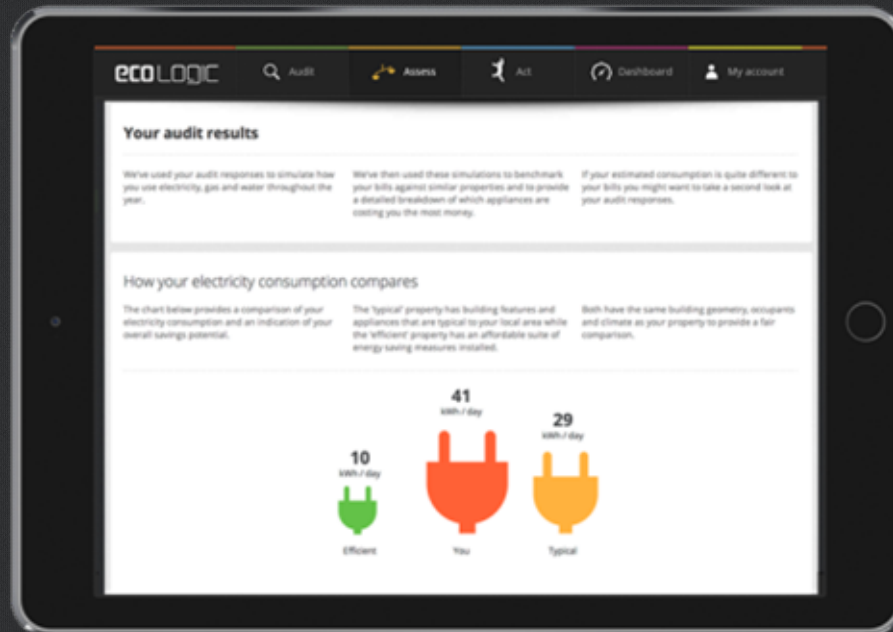 ecoLOGIC
Audit
Assess
Act
Dashboard
My account
Your audit results
We've used your audit responses to simulate how
you use electricity, gas and water throughout the
year.
We've then used these simulations to benchmark
your bills against similar properties and to provide
a detailed breakdown of which appliances are
costing you the most money.
If your estimated consumption is quite different to
your bills you might want to take a second look at
your audit responses.
How your electricity consumption compares
The chart below provides a comparison of your
electricity consumption and an indication of your
overall savings potential.
The 'typical' property has building features and
appliances that are typical to your local area while
the 'efficient' property has an affordable suite of
energy saving measures installed.
Both have the same building geometry, occupants
and climate as your property to provide a fair
comparison.
10
kWh / day
Efficient
41
kWh / day
You
29
kWh / day
Typical